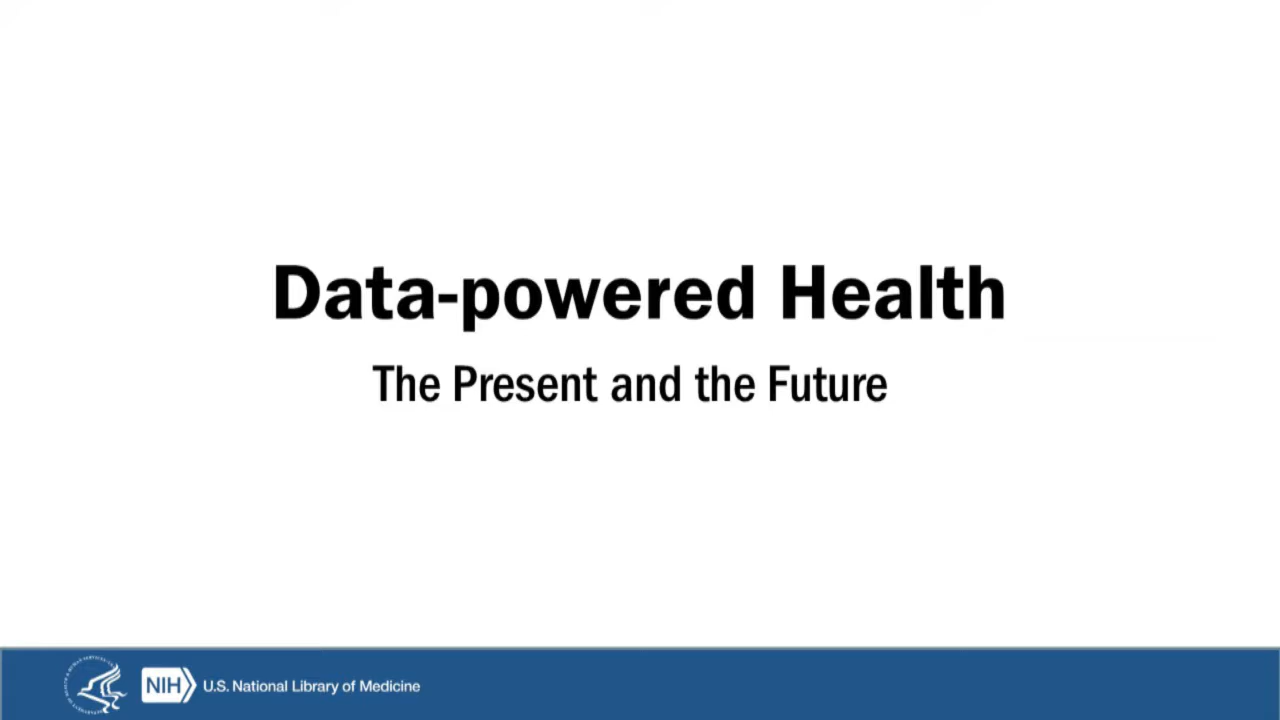 Data-powered Health
The Present and the Future
NIH
U.S. National Library of Medicine